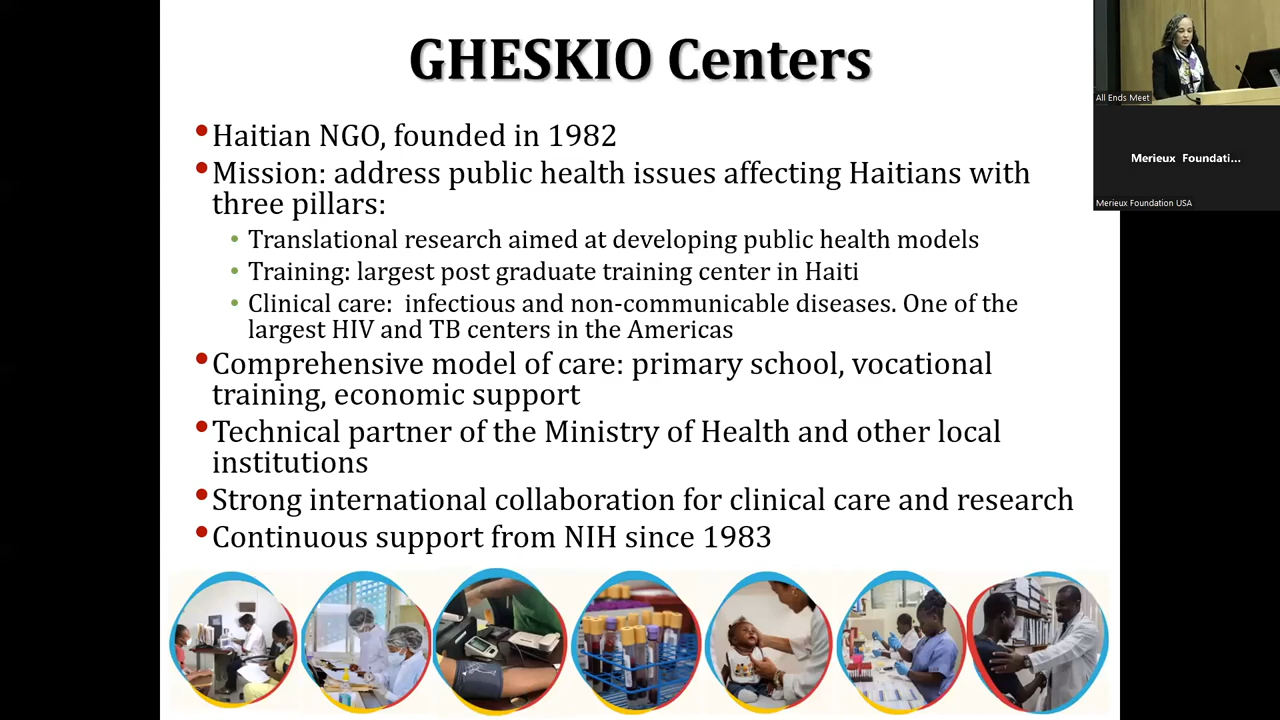 GHESKIO Centers
•Haitian NGO, founded in 1982
•Mission: address public health issues affecting Haitians with
three pillars:
• Translational research aimed at developing public health models
• Training: largest post graduate training center in Haiti
• Clinical care:  infectious and non-communicable diseases. One of the
largest HIV and TB centers in the Americas
•Comprehensive model of care: primary school, vocational
training, economic support
•Technical partner of the Ministry of Health and other local
institutions
•Strong international collaboration for clinical care and research
•Continuous support from NIH since 1983
All Ends Meet
Merieux Foundati...
Merieux Foundation USA